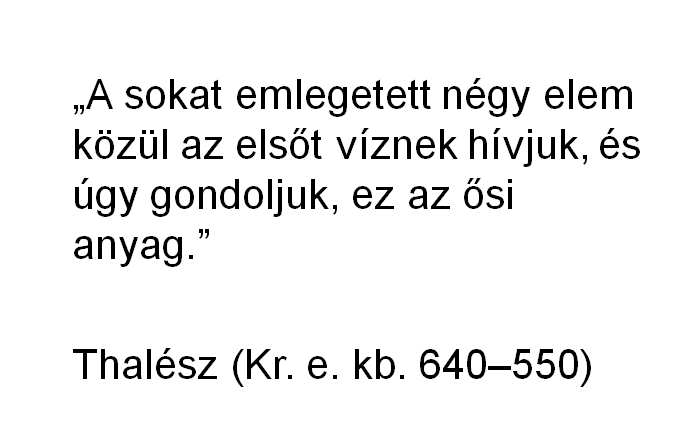 „A sokat emlegetett négy elem
közül az elsőt víznek hívjuk, és
úgy gondoljuk, ez az ősi
anyag.”
Thalész (Kr. e. kb. 640–550)